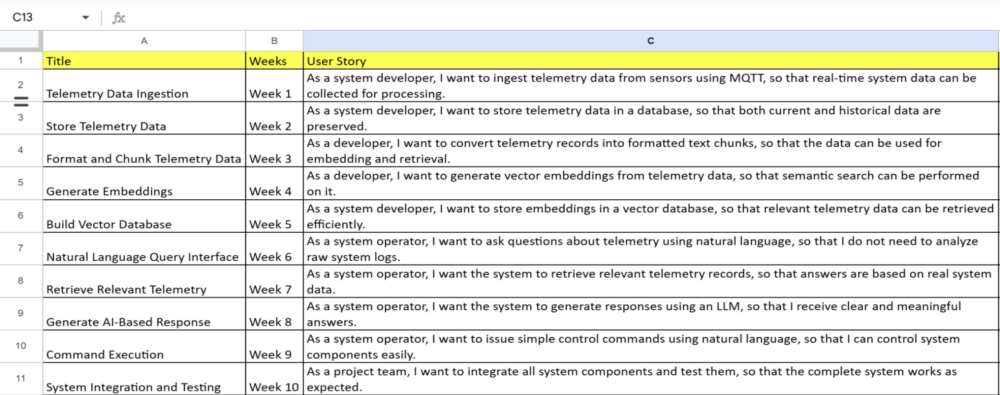 C13 fx
A B C
1 Title Weeks User Story
2 Telemetry Data Ingestion Week 1 As a system developer, I want to ingest telemetry data from sensors using MQTT, so that real-time system data can be
collected for processing.
3 Store Telemetry Data Week 2 As a system developer, I want to store telemetry data in a database, so that both current and historical data are
preserved.
4 Format and Chunk Telemetry Data Week 3 As a developer, I want to convert telemetry records into formatted text chunks, so that the data can be used for
embedding and retrieval.
5 Generate Embeddings Week 4 As a developer, I want to generate vector embeddings from telemetry data, so that semantic search can be performed
on it.
6 Build Vector Database Week 5 As a system developer, I want to store embeddings in a vector database, so that relevant telemetry data can be retrieved
efficiently.
7 Natural Language Query Interface Week 6 As a system operator, I want to ask questions about telemetry using natural language, so that I do not need to analyze
raw system logs.
8 Retrieve Relevant Telemetry Week 7 As a system operator, I want the system to retrieve relevant telemetry records, so that answers are based on real system
data.
9 Generate AI-Based Response Week 8 As a system operator, I want the system to generate responses using an LLM, so that I receive clear and meaningful
answers.
10 Command Execution Week 9 As a system operator, I want to issue simple control commands using natural language, so that I can control system
components easily.
11 System Integration and Testing Week 10 As a project team, I want to integrate all system components and test them, so that the complete system works as
expected.